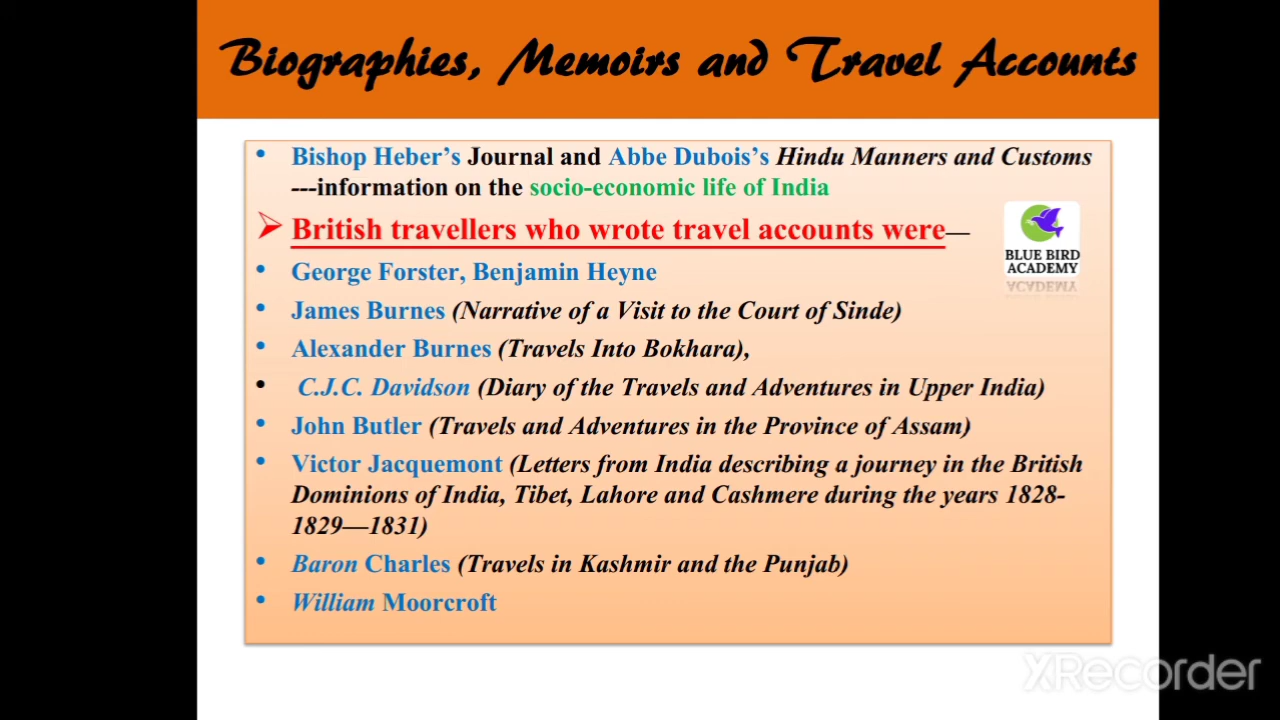 Biographies, Memoirs and Travel Accounts
• Bishop Heber's Journal and Abbe Dubois's Hindu Manners and Customs
---information on the socio-economic life of India
➢ British travellers who wrote travel accounts were—
• George Forster, Benjamin Heyne
• James Burnes (Narrative of a Visit to the Court of Sinde)
• Alexander Burnes (Travels Into Bokhara),
• C.J.C. Davidson (Diary of the Travels and Adventures in Upper India)
• John Butler (Travels and Adventures in the Province of Assam)
• Victor Jacquemont (Letters from India describing a journey in the British
Dominions of India, Tibet, Lahore and Cashmere during the years 1828-
1829—1831)
• Baron Charles (Travels in Kashmir and the Punjab)
• William Moorcroft
BLUE BIRD
ACADEMY
XRecorder